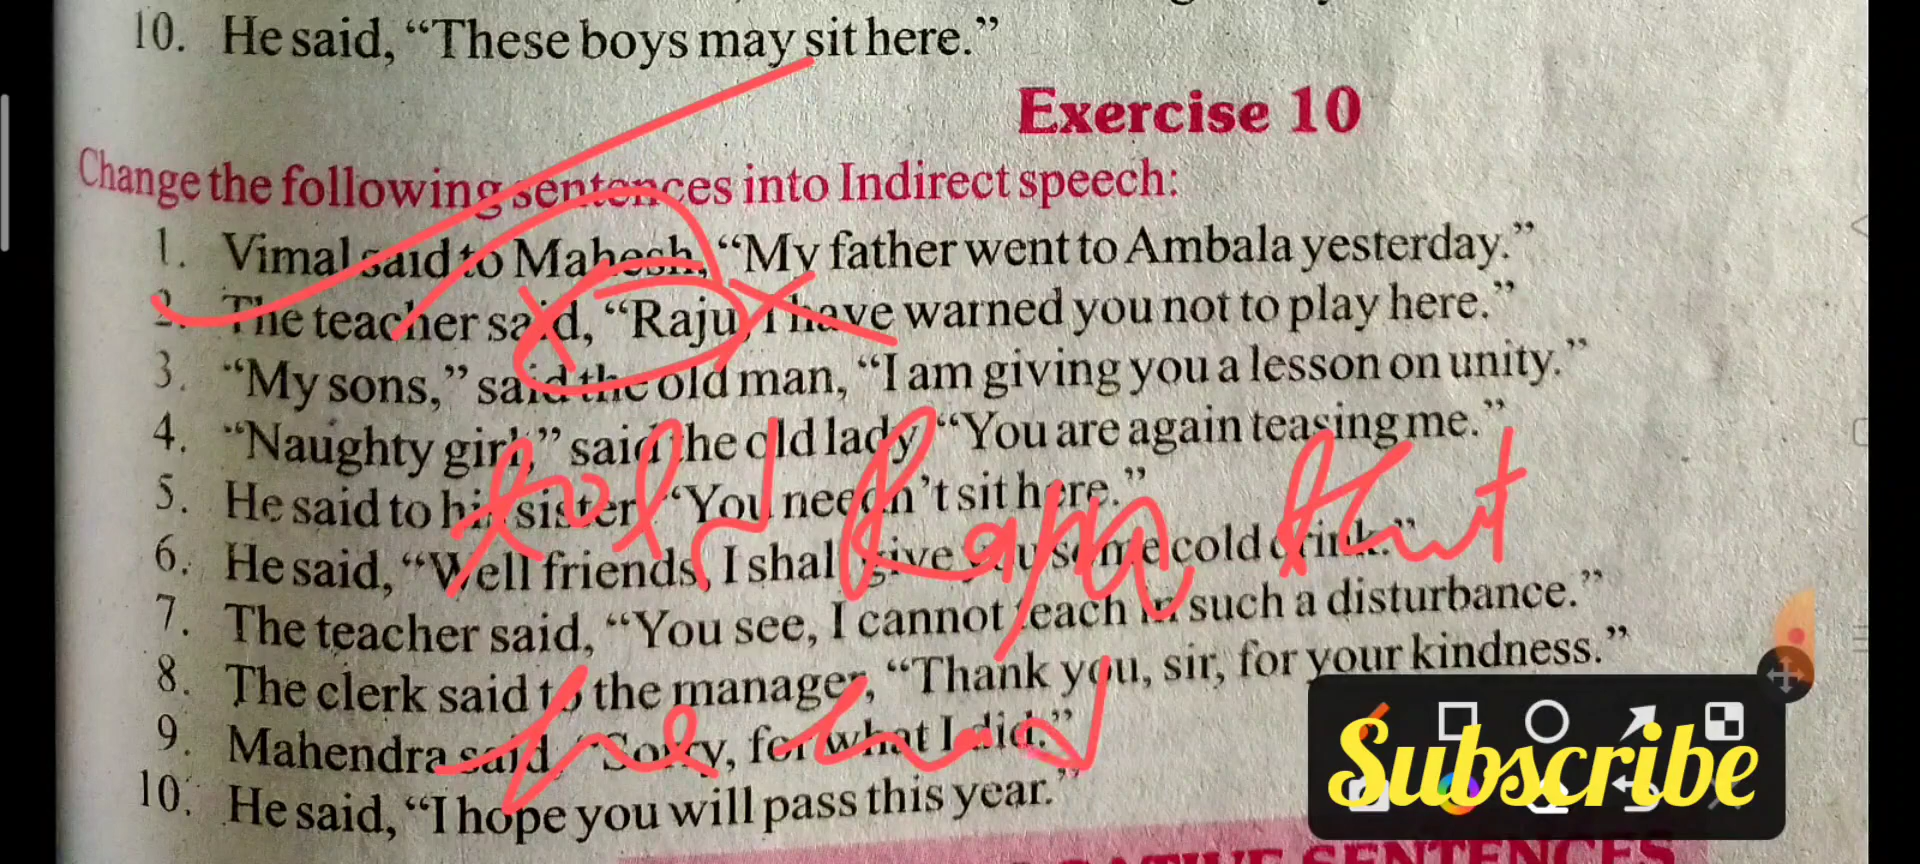 10. He said, “These boys may sit here.”
Exercise 10
Change the following sentences into Indirect speech:
1. Vimal said to Mahesh, “My father went to Ambala yesterday.”
2. The teacher said, “Raju, I have warned you not to play here.”
3. “My sons,” said the old man, “I am giving you a lesson on unity.”
4. “Naughty girl,” said the old lady, “You are again teasing me.”
5. He said to his sister, “You needn’t sit here.”
told Raju that
6. He said, “Well friends, I shall give you some cold drink.”
7. The teacher said, “You see, I cannot teach in such a disturbance.”
8. The clerk said to the manager, “Thank you, sir, for your kindness.”
he had
9. Mahendra said, “Sorry, for what I did.”
Subscribe
10. He said, “I hope you will pass this year.”
SENTENCES